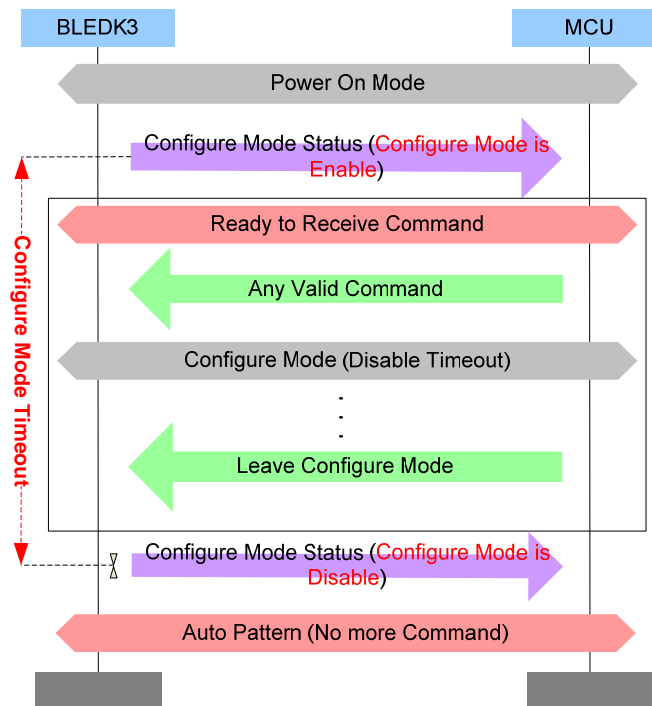 BLEDK3
MCU
Power On Mode
Configure Mode Status (Configure Mode is
Enable)
Ready to Receive Command
Any Valid Command
Configure Mode Timeout
Configure Mode (Disable Timeout)
Leave Configure Mode
Configure Mode Status (Configure Mode is
Disable)
Auto Pattern (No more Command)